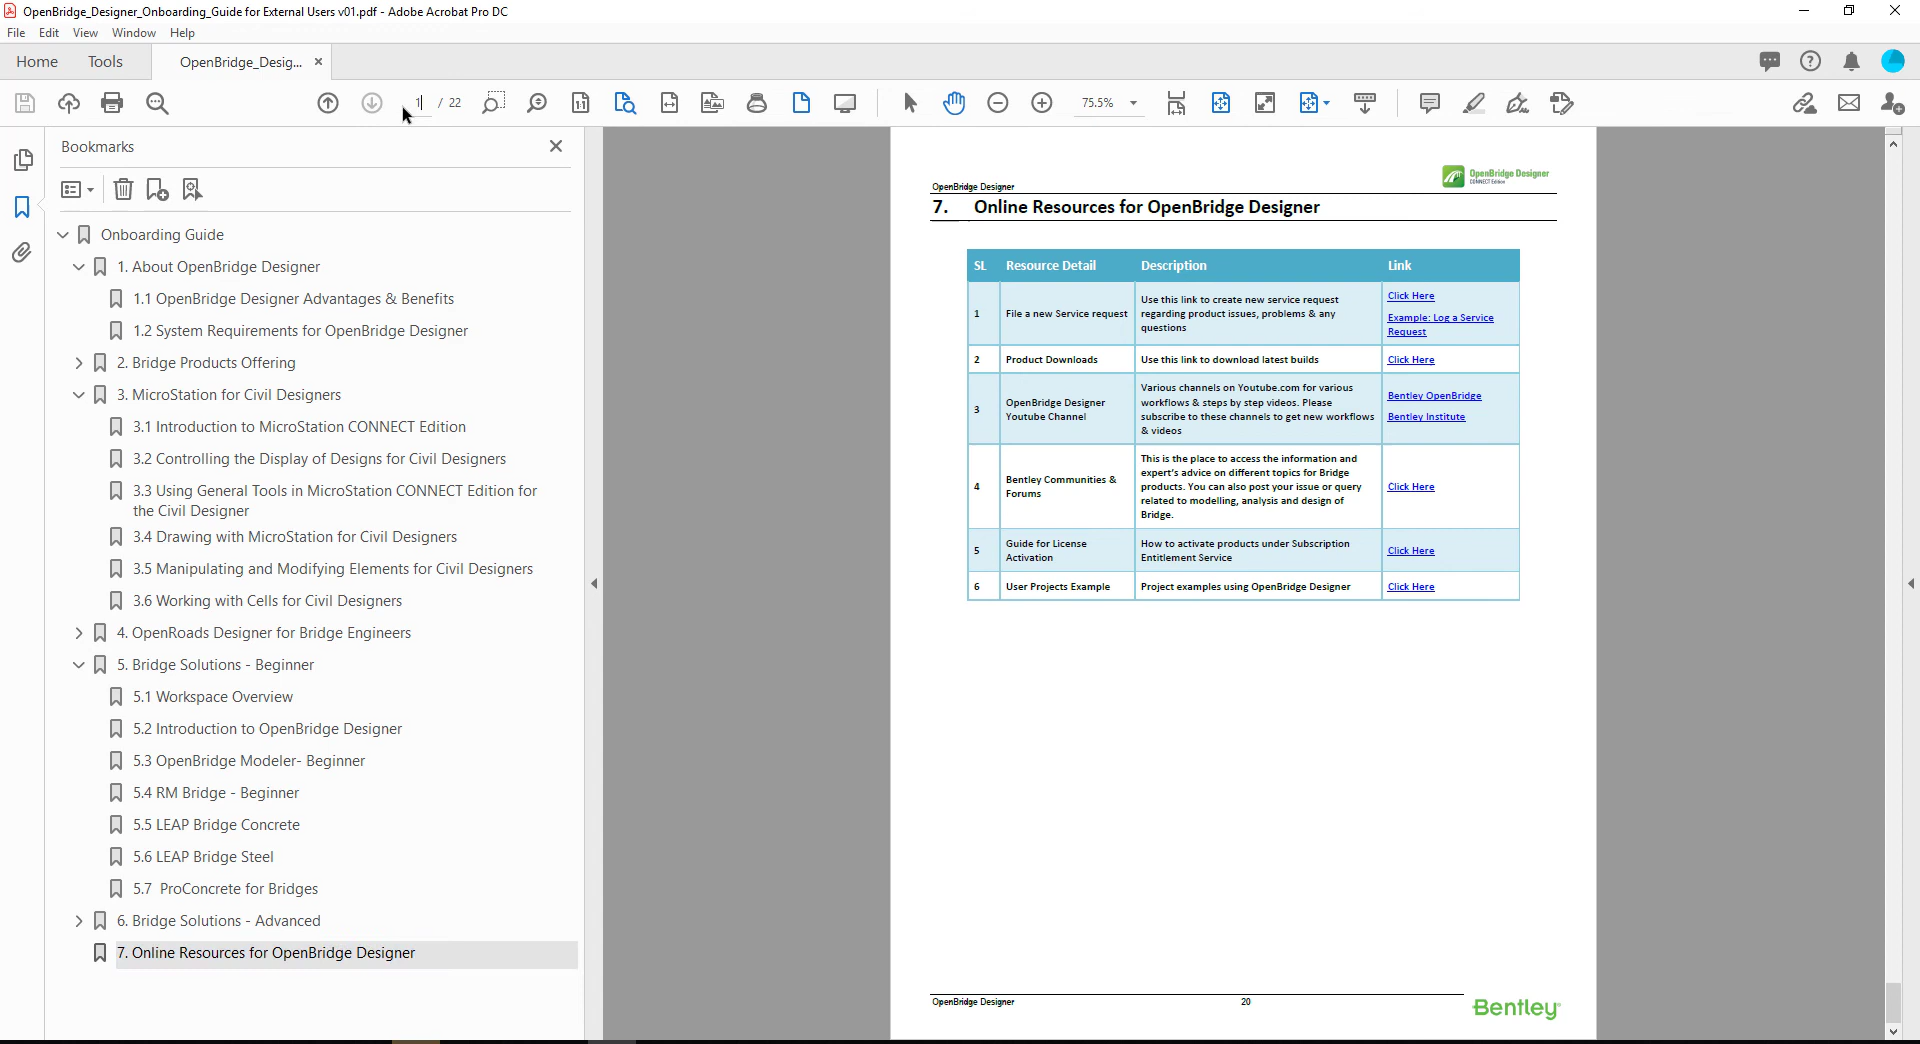 OpenBridge_Designer_Onboarding_Guide for External Users v01.pdf - Adobe Acrobat Pro DC
File Edit View Window Help
Home Tools OpenBridge_Desig... ×
1 / 22 75.5%
Bookmarks
Onboarding Guide
1. About OpenBridge Designer
1.1 OpenBridge Designer Advantages & Benefits
1.2 System Requirements for OpenBridge Designer
2. Bridge Products Offering
3. MicroStation for Civil Designers
3.1 Introduction to MicroStation CONNECT Edition
3.2 Controlling the Display of Designs for Civil Designers
3.3 Using General Tools in MicroStation CONNECT Edition for
the Civil Designer
3.4 Drawing with MicroStation for Civil Designers
3.5 Manipulating and Modifying Elements for Civil Designers
3.6 Working with Cells for Civil Designers
4. OpenRoads Designer for Bridge Engineers
5. Bridge Solutions - Beginner
5.1 Workspace Overview
5.2 Introduction to OpenBridge Designer
5.3 OpenBridge Modeler- Beginner
5.4 RM Bridge - Beginner
5.5 LEAP Bridge Concrete
5.6 LEAP Bridge Steel
5.7 ProConcrete for Bridges
6. Bridge Solutions - Advanced
7. Online Resources for OpenBridge Designer
OpenBridge Designer
OpenBridge Designer
CONNECT Edition
7. Online Resources for OpenBridge Designer
SL Resource Detail Description Link
1 File a new Service request
Use this link to create new service request
regarding product issues, problems & any
questions
Click Here
Example: Log a Service
Request
2 Product Downloads Use this link to download latest builds Click Here
3
OpenBridge Designer
Youtube Channel
Various channels on Youtube.com for various
workflows & steps by step videos. Please
subscribe to these channels to get new workflows
& videos
Bentley OpenBridge
Bentley Institute
4
Bentley Communities &
Forums
This is the place to access the information and
expert's advice on different topics for Bridge
products. You can also post your issue or query
related to modelling, analysis and design of
Bridge.
Click Here
5
Guide for License
Activation
How to activate products under Subscription
Entitlement Service
Click Here
6 User Projects Example Project examples using OpenBridge Designer Click Here
OpenBridge Designer 20
Bentley